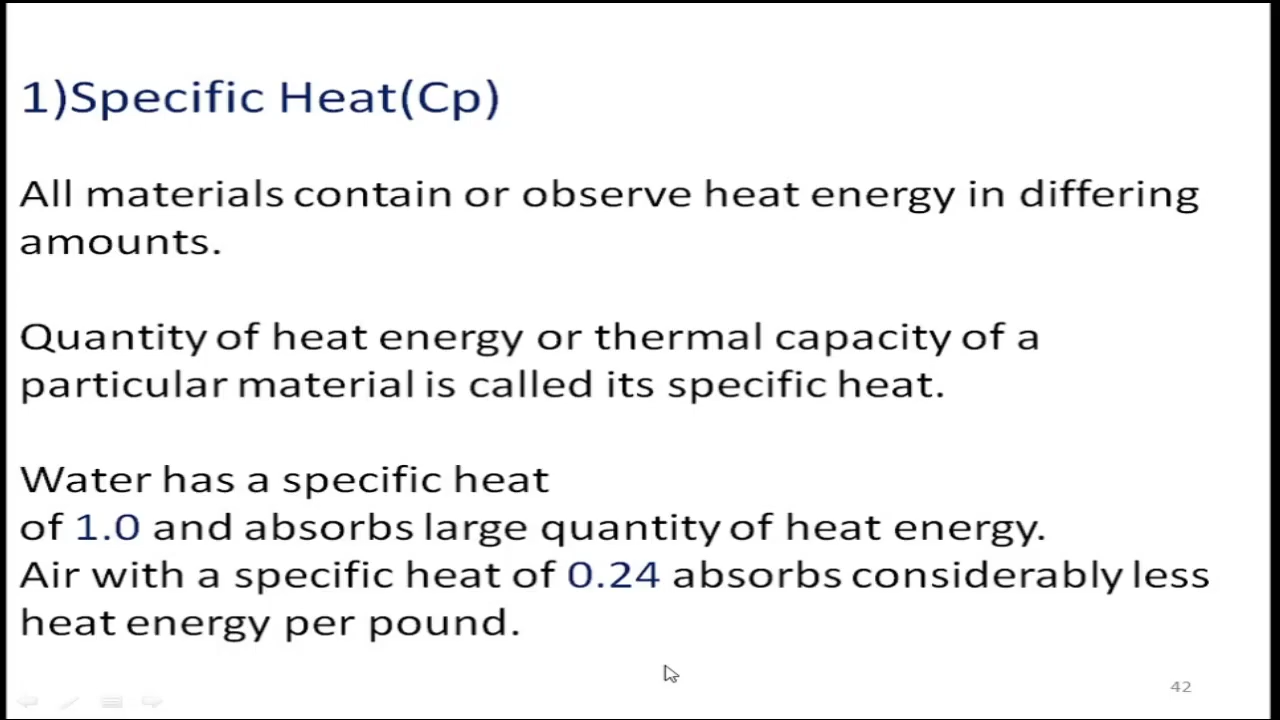 1)Specific Heat(Cp)
All materials contain or observe heat energy in differing
amounts.
Quantity of heat energy or thermal capacity of a
particular material is called its specific heat.
Water has a specific heat
of 1.0 and absorbs large quantity of heat energy.
Air with a specific heat of 0.24 absorbs considerably less
heat energy per pound.
42